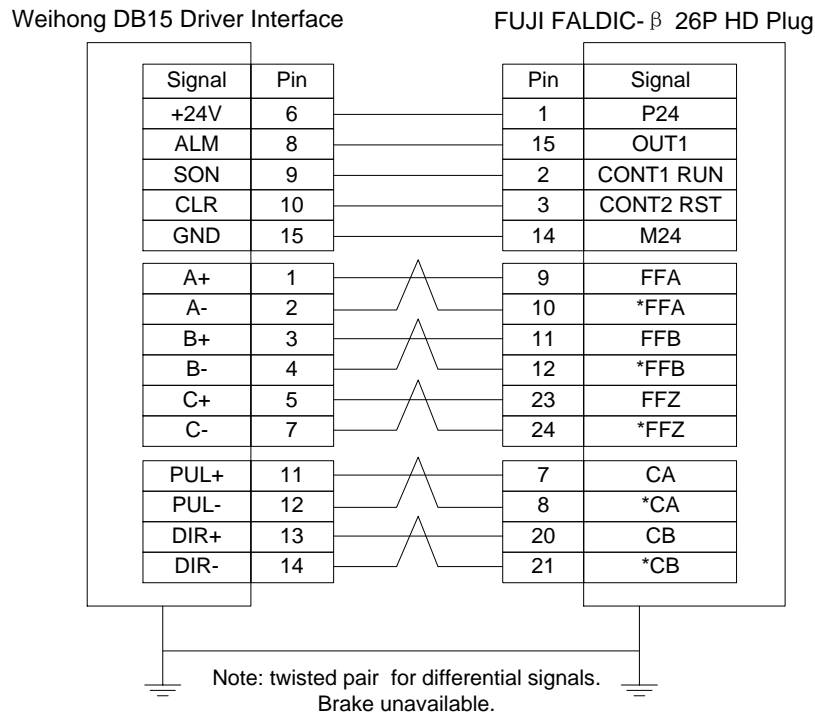 Weihong DB15 Driver Interface FUJI FALDIC-β 26P HD Plug
Signal Pin Pin Signal
+24V 6 1 P24
ALM 8 15 OUT1
SON 9 2 CONT1 RUN
CLR 10 3 CONT2 RST
GND 15 14 M24
A+ 1 9 FFA
A- 2 10 *FFA
B+ 3 11 FFB
B- 4 12 *FFB
C+ 5 23 FFZ
C- 7 24 *FFZ
PUL+ 11 7 CA
PUL- 12 8 *CA
DIR+ 13 20 CB
DIR- 14 21 *CB
Note: twisted pair for differential signals.
Brake unavailable.